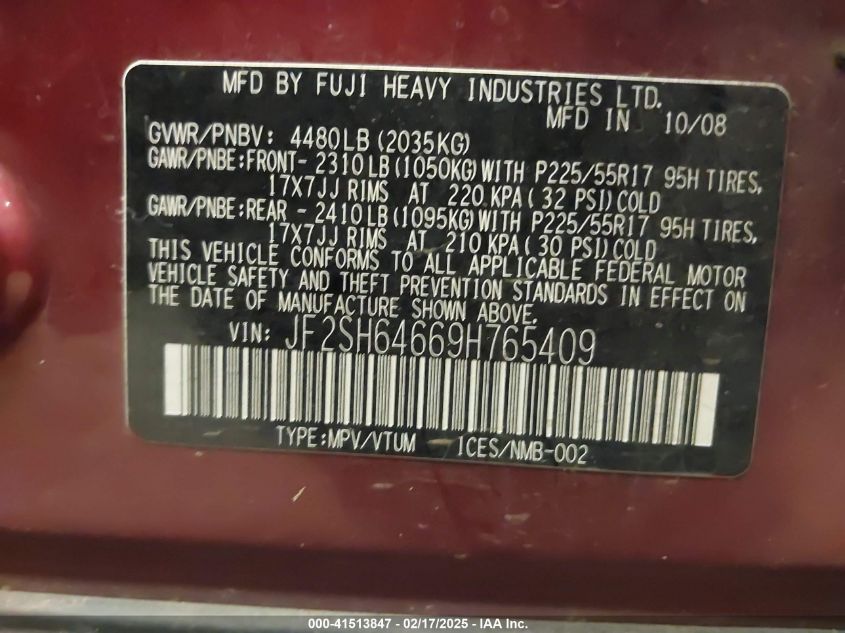 MFD BY FUJI HEAVY INDUSTRIES LTD.
MFD IN 10/08
GVWR/PNBV: 4480LB(2035KG)
GAWR/PNBE:FRONT- 2310LB(1050KG)WITH P225/55R17 95H TIRES,
17X7JJ RIMS AT 220 KPA( 32 PSI)COLD
GAWR/PNBE:REAR - 2410LB(1095KG)WITH P225/55R17 95H TIRES,
17X7JJ RIMS AT 210 KPA( 30 PSI)COLD
THIS VEHICLE CONFORMS TO ALL APPLICABLE FEDERAL MOTOR
VEHICLE SAFETY AND THEFT PREVENTION STANDARDS IN EFFECT ON
THE DATE OF MANUFACTURE SHOWN ABOVE.
VIN: JF2SH64669H765409
TYPE:MPV/VTUM ICES/NMB-002
000-41513847 - 02/17/2025 - IAA Inc.